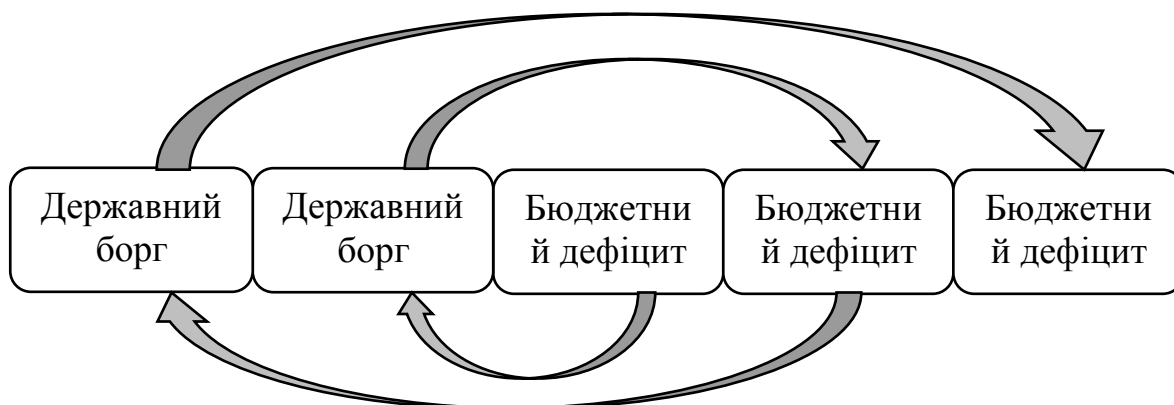 Державний
борг
Державний
борг
Бюджетни
й дефіцит
Бюджетни
й дефіцит
Бюджетни
й дефіцит